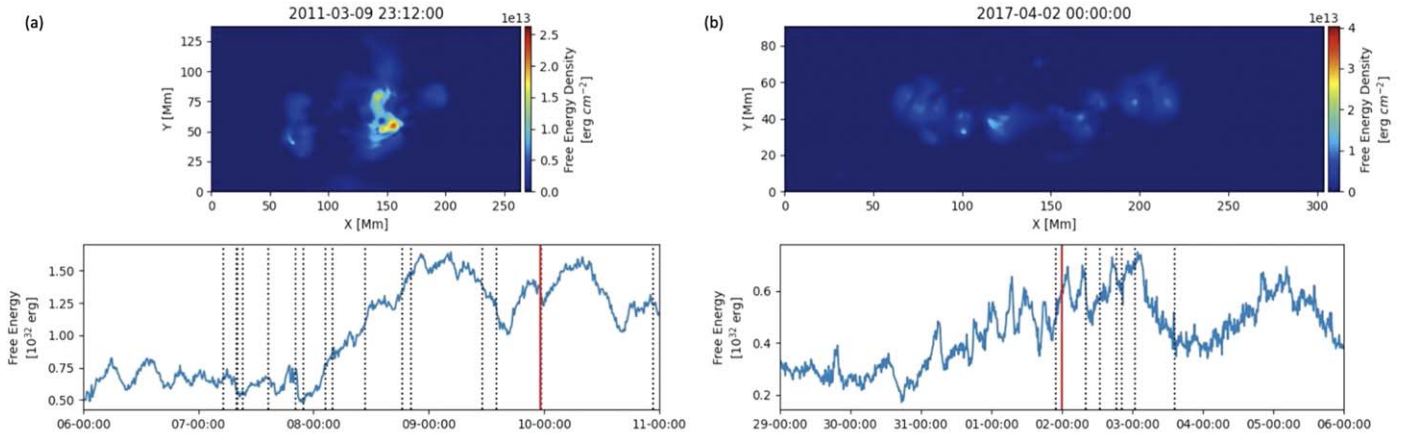 (a)
2011-03-09 23:12:00
1e13
125
100
75
50
25
0
Y [Mm]
0 50 100 150 200 250
X [Mm]
2.5
2.0
1.5
1.0
0.5
0.0
Free Energy Density
[erg cm⁻²]
1.50
1.25
1.00
0.75
0.50
Free Energy
[10³² erg]
06-00:00 07-00:00 08-00:00 09-00:00 10-00:00 11-00:00
(b)
2017-04-02 00:00:00
1e13
80
60
40
20
0
Y [Mm]
0 50 100 150 200 250 300
X [Mm]
4
3
2
1
0
Free Energy Density
[erg cm⁻²]
0.6
0.4
0.2
Free Energy
[10³² erg]
29-00:00 30-00:00 31-00:00 01-00:00 02-00:00 03-00:00 04-00:00 05-00:00 06-00:00